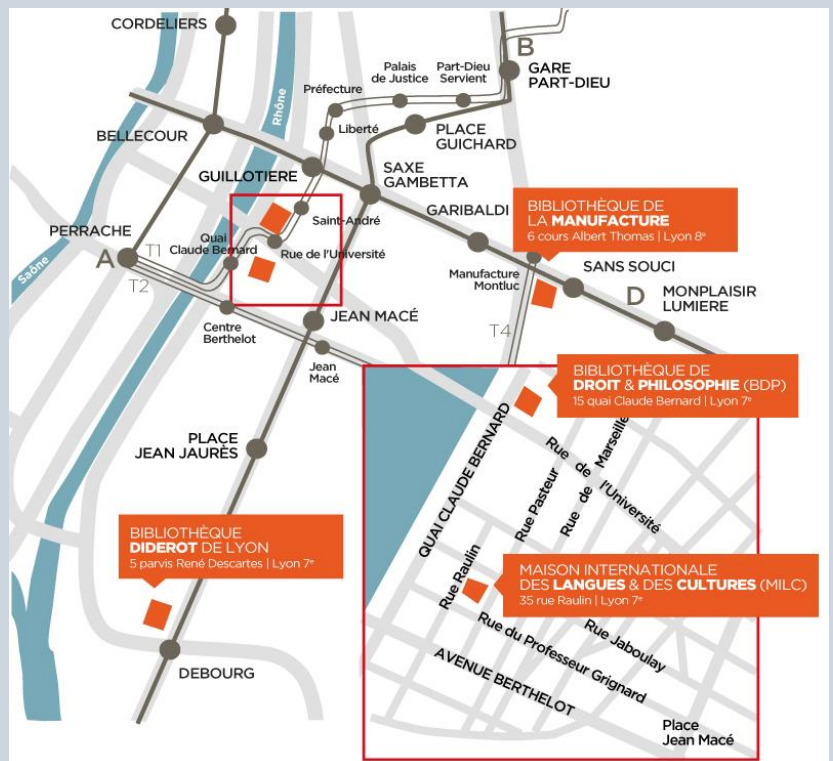 CORDELIERS
B
GARE
PART-DIEU
Part-Dieu
Servient
Palais
de Justice
Préfecture
Rhône
Liberté
PLACE
GUICHARD
BELLECOUR
GUILLOTIERE
SAXE
GAMBETTA
Saint-André
GARIBALDI
BIBLIOTHÈQUE DE
LA MANUFACTURE
6 cours Albert Thomas | Lyon 8e
PERRACHE
A
T1
T2
Saône
Quai
Claude Bernard
Rue de l'Université
Manufacture
Montluc
SANS SOUCI
D
MONPLAISIR
LUMIERE
T4
Centre
Berthelot
JEAN MACÉ
Jean
Macé
BIBLIOTHÈQUE DE
DROIT & PHILOSOPHIE (BDP)
15 quai Claude Bernard | Lyon 7e
PLACE
JEAN JAURÈS
QUAI CLAUDE BERNARD
Rue Pasteur
Rue de Marseille
Rue de l'Université
BIBLIOTHÈQUE
DIDEROT DE LYON
5 parvis René Descartes | Lyon 7e
DEBOURG
MAISON INTERNATIONALE
DES LANGUES & DES CULTURES (MILC)
35 rue Raulin | Lyon 7e
Rue Raulin
Rue Jaboulay
Rue du Professeur Grignard
AVENUE BERTHELOT
Place
Jean Macé